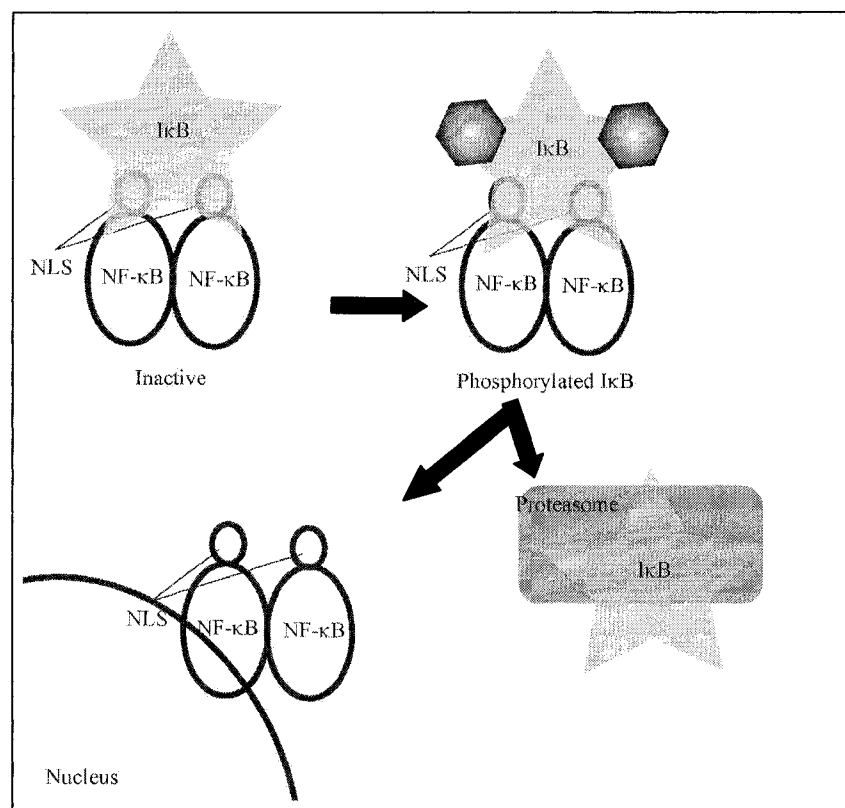 IκB
NLS
NF-κB NF-κB
Inactive
IκB
NLS
NF-κB NF-κB
Phosphorylated IκB
Proteasome
IκB
NLS
NF-κB NF-κB
Nucleus